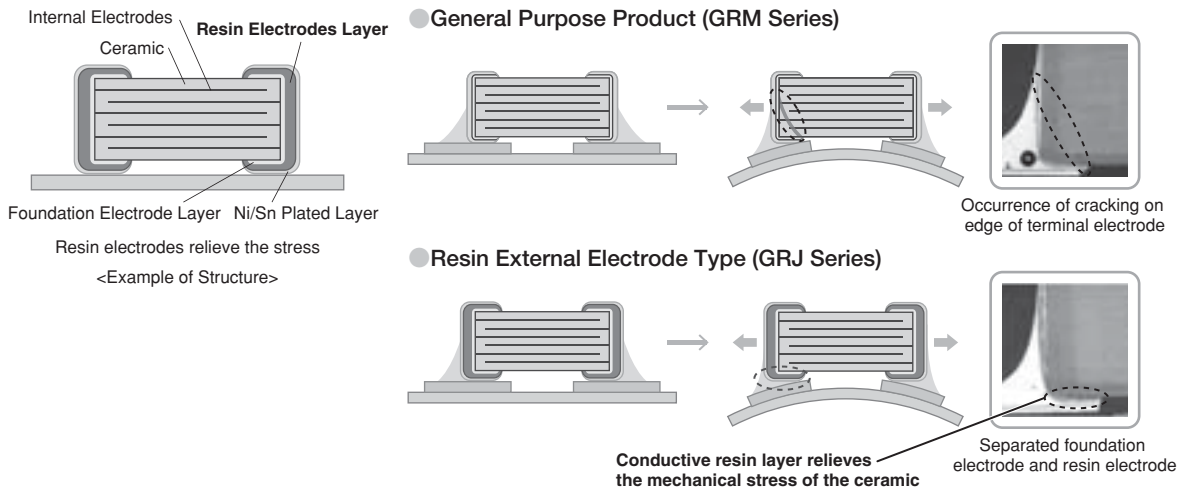 Internal Electrodes
Resin Electrodes Layer
Ceramic
Foundation Electrode Layer
Ni/Sn Plated Layer
Resin electrodes relieve the stress
<Example of Structure>
General Purpose Product (GRM Series)
Occurrence of cracking on
edge of terminal electrode
Resin External Electrode Type (GRJ Series)
Conductive resin layer relieves
the mechanical stress of the ceramic
Separated foundation
electrode and resin electrode